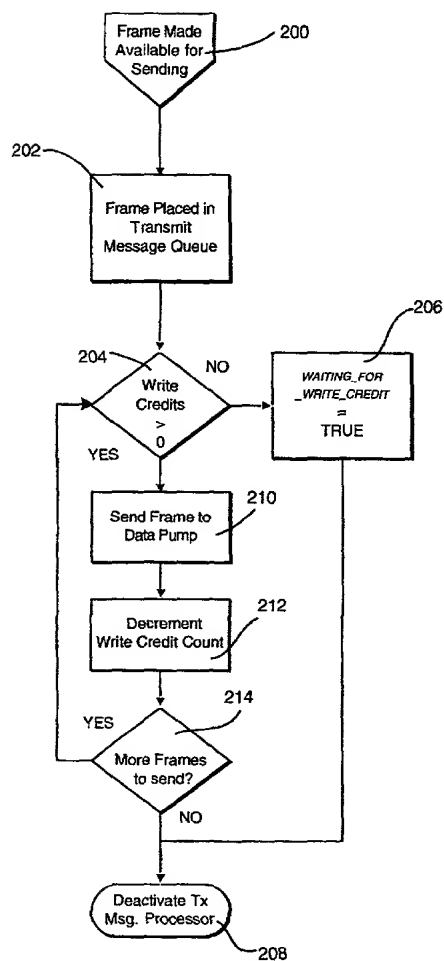 Frame Made
Available for
Sending
200
202
Frame Placed in
Transmit
Message Queue
204
NO
206
Write
Credits
>
0
WAITING_FOR
_WRITE_CREDIT
=
TRUE
YES
210
Send Frame to
Data Pump
212
Decrement
Write Credit Count
214
YES
More Frames
to send?
NO
Deactivate Tx
Msg. Processor
208